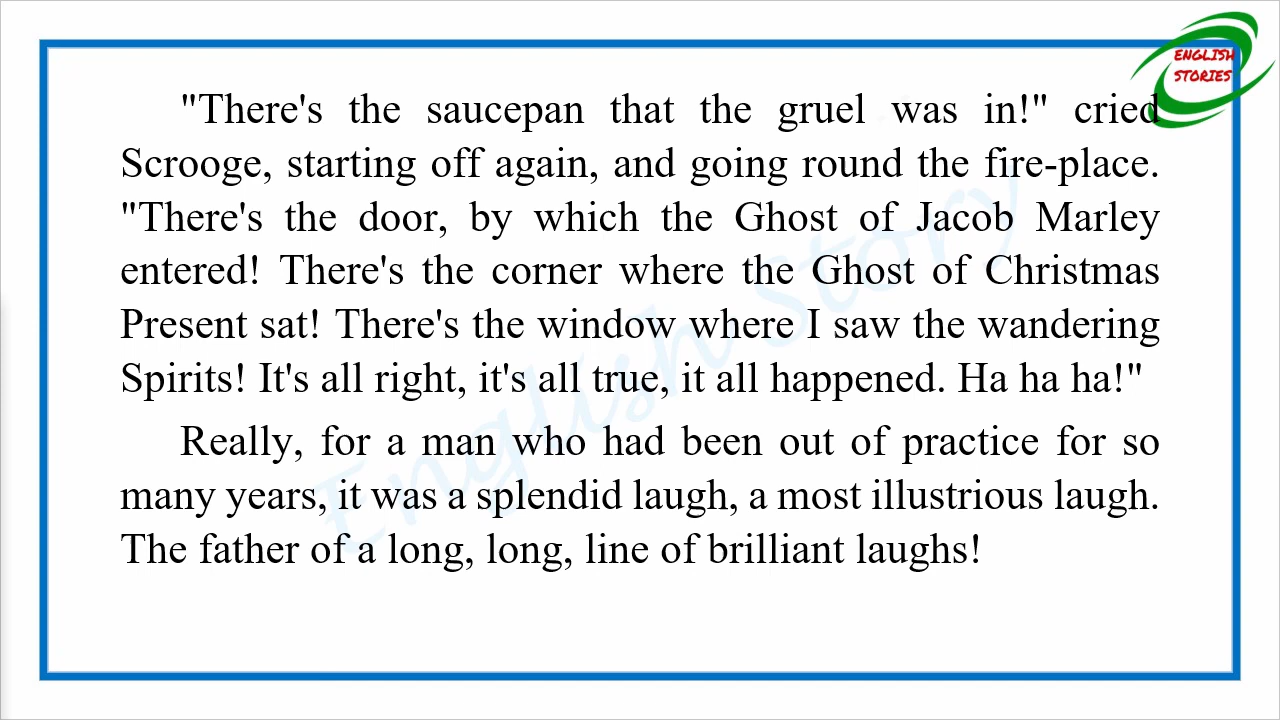 ENGLISH
STORIES
"There's the saucepan that the gruel was in!" cried
Scrooge, starting off again, and going round the fire-place.
"There's the door, by which the Ghost of Jacob Marley
entered! There's the corner where the Ghost of Christmas
Present sat! There's the window where I saw the wandering
Spirits! It's all right, it's all true, it all happened. Ha ha ha!"
Really, for a man who had been out of practice for so
many years, it was a splendid laugh, a most illustrious laugh.
The father of a long, long, line of brilliant laughs!
English Story